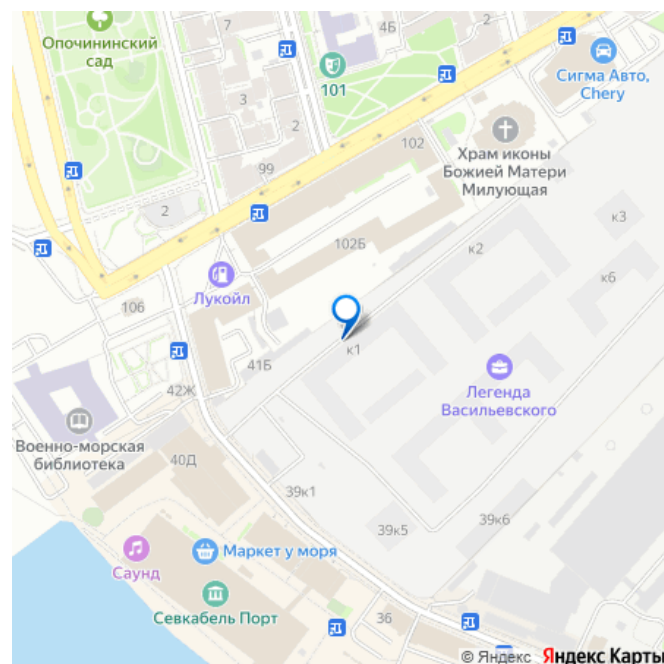 7
4Б
Опочининский
сад
101
Сигма Авто,
Chery
3
2
102
Храм иконы
Божией Матери
Милующая
99
2
к3
102Б
к2
к6
Лукойл
106
к1
41Б
Легенда
Васильевского
42Ж
Военно-морская
библиотека
40Д
39к1
39к5
39к6
Маркет у моря
Саунд
Севкабель Порт
36
© Яндекс Яндекс Карты